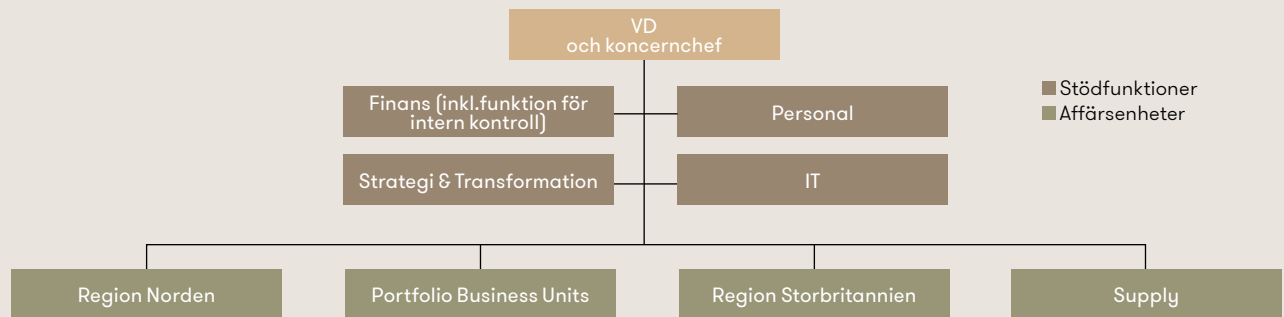 VD
och koncernchef
Finans (inkl.funktion för
intern kontroll)
Personal
Stödfunktioner
Affärsenheter
Strategi & Transformation
IT
Region Norden
Portfolio Business Units
Region Storbritannien
Supply